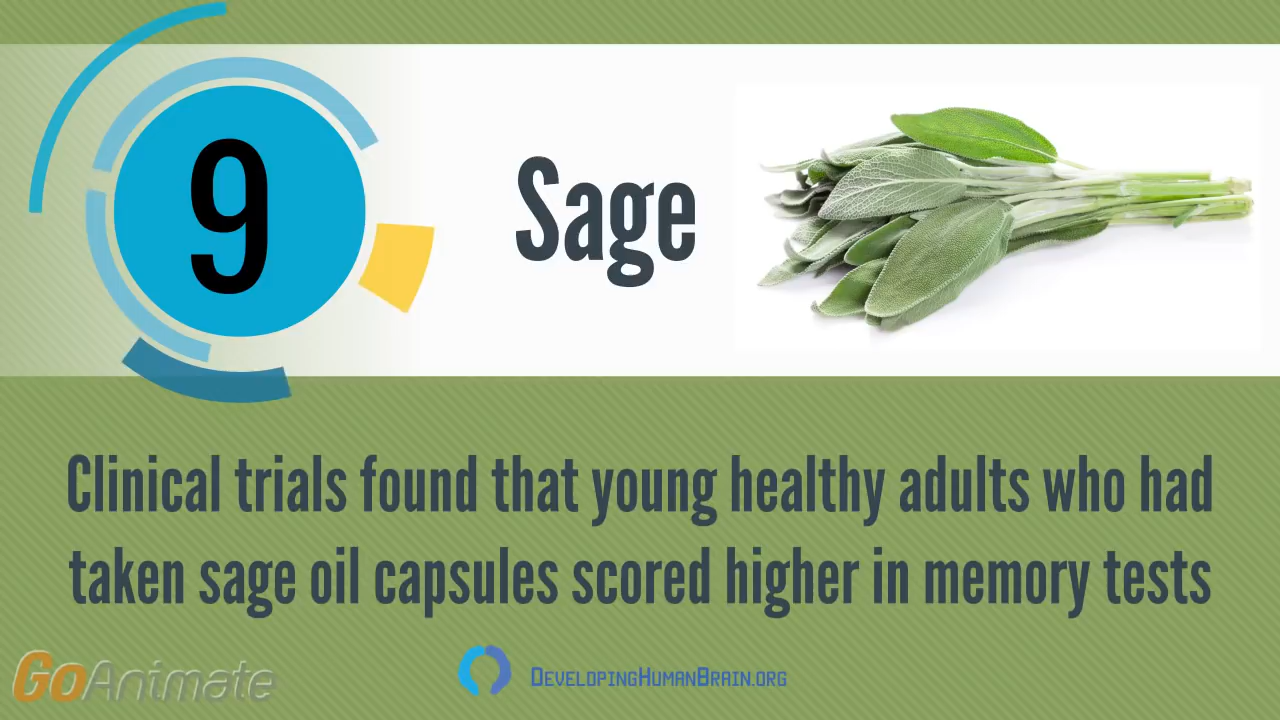 9
Sage
Clinical trials found that young healthy adults who had
taken sage oil capsules scored higher in memory tests
GoAnimate
DevelopingHumanBrain.org